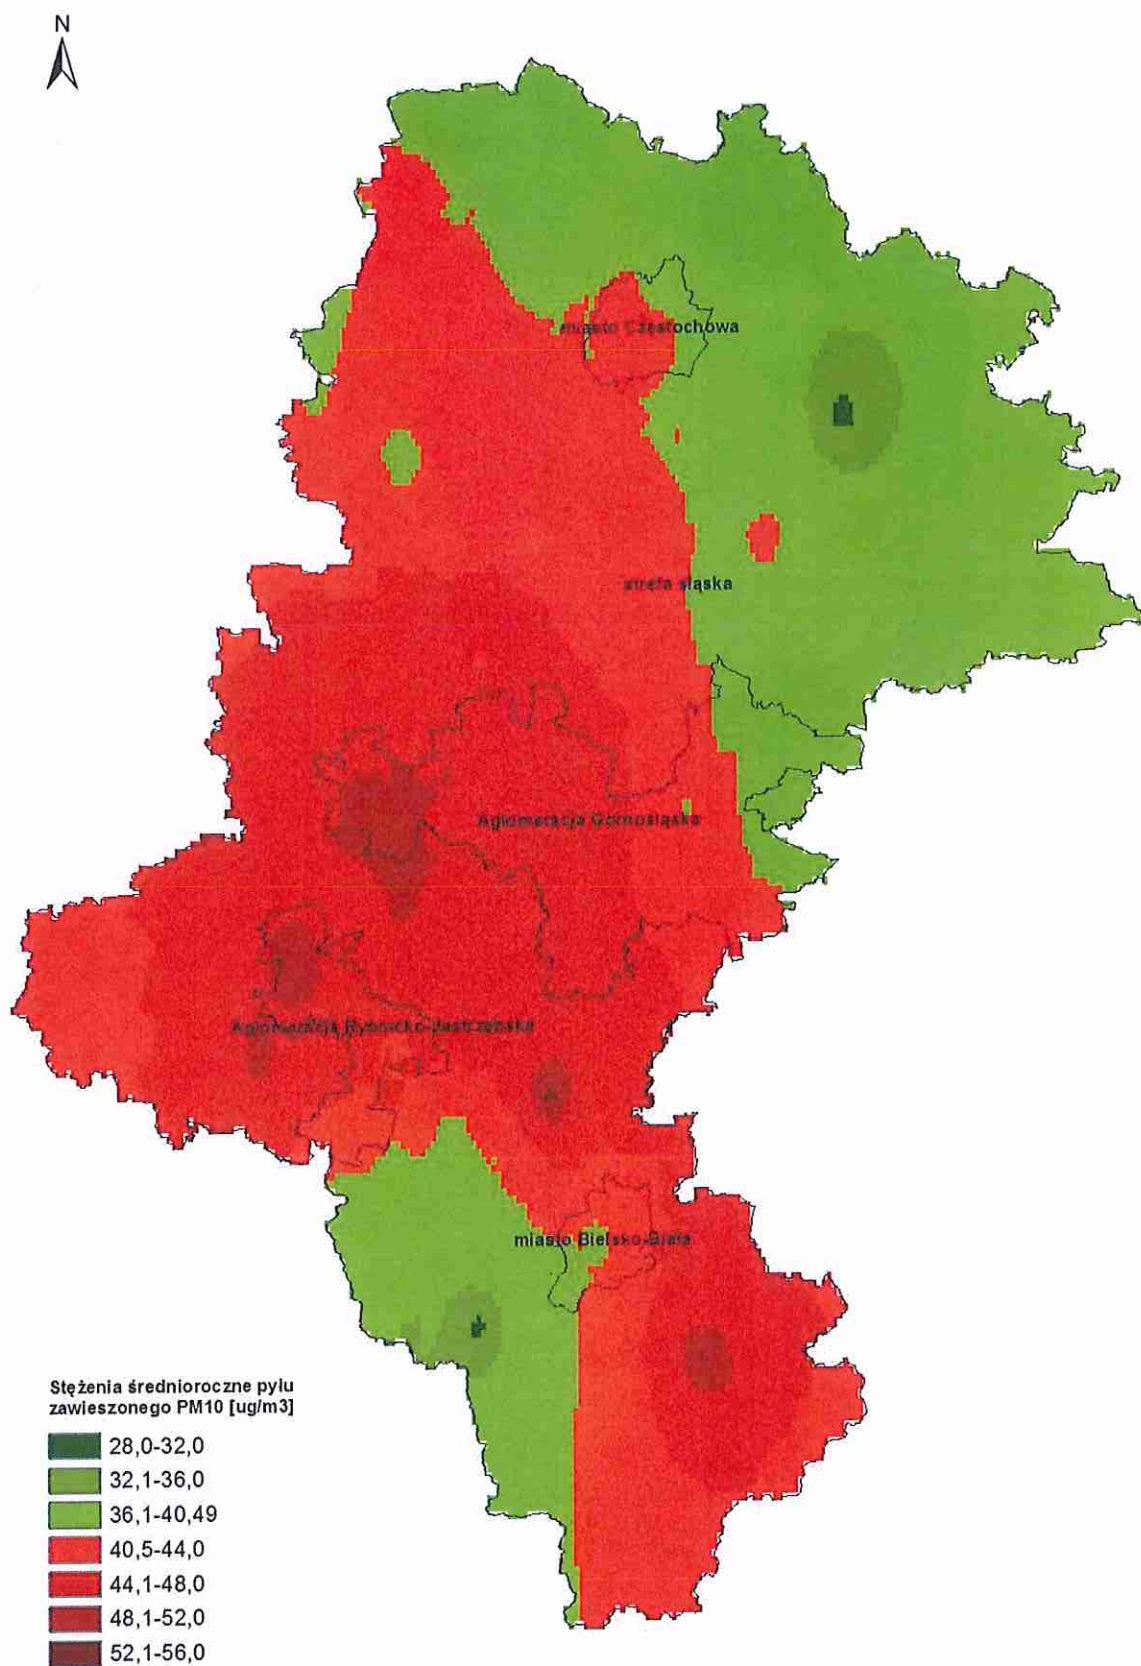 N
miasto Częstochowa
strefa śląska
Aglomeracja Górnośląska
Aglomeracja Rybnicko-Jastrzębska
miasto Bielsko-Biała
Stężenia średnioroczne pyłu
zawieszonego PM10 [ug/m3]
28,0-32,0
32,1-36,0
36,1-40,49
40,5-44,0
44,1-48,0
48,1-52,0
52,1-56,0